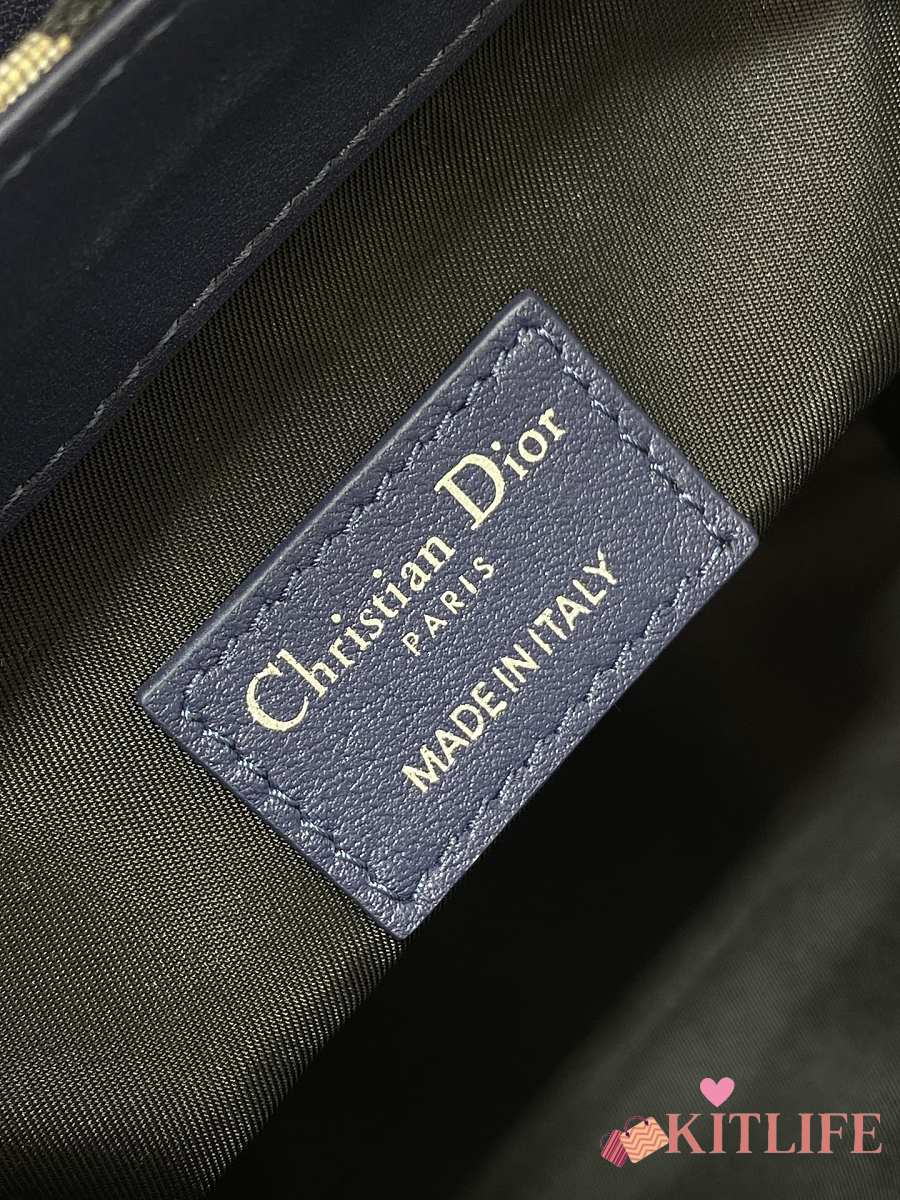 Christian Dior
PARIS
MADE IN ITALY
KITLIFE